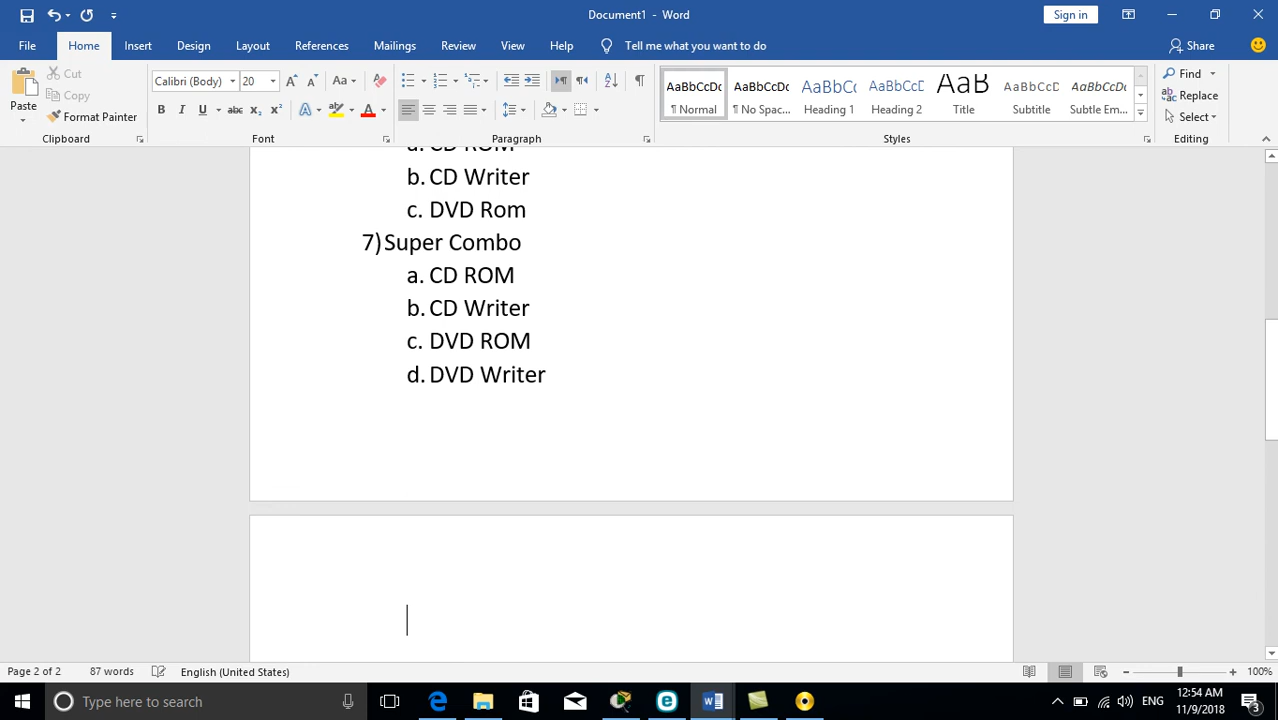 Document1 - Word
Sign in
File Home Insert Design Layout References Mailings Review View Help Tell me what you want to do Share
Paste
Cut
Copy
Format Painter
Clipboard
Calibri (Body) 20
Font
Paragraph
AaBbCcDc AaBbCcDc AaBbCc AaBbCcD AaB AaBbCcD AaBbCcDc
¶ Normal ¶ No Spac... Heading 1 Heading 2 Title Subtitle Subtle Em...
Styles
Find
Replace
Select
Editing
a. CD ROM
b. CD Writer
c. DVD Rom
7) Super Combo
a. CD ROM
b. CD Writer
c. DVD ROM
d. DVD Writer
Page 2 of 2 87 words English (United States) 100%
Type here to search
ENG
12:54 AM
11/9/2018
3